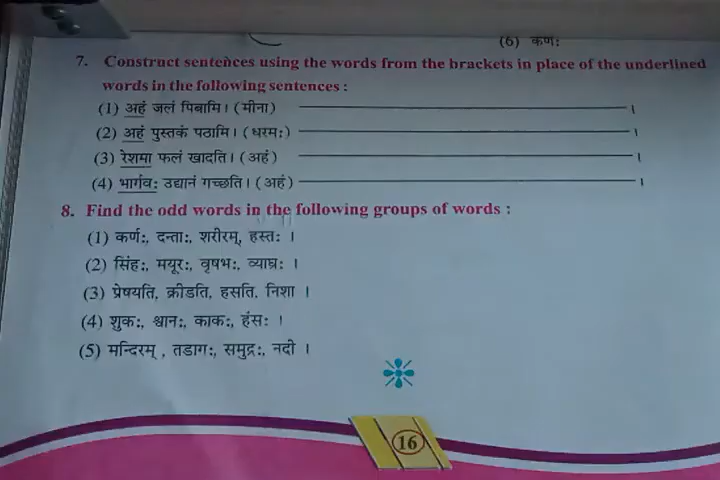 (6) कणः
7. Construct sentences using the words from the brackets in place of the underlined
words in the following sentences :
(1) अहं जलं पिबामि। (मीना) ।
(2) अहं पुस्तकं पठामि। (धरमः) ।
(3) रेशमा फलं खादति। (अहं) ।
(4) भार्गवः उद्यानं गच्छति। (अहं) ।
8. Find the odd words in the following groups of words :
(1) कर्णः, दन्ताः, शरीरम्, हस्तः ।
(2) सिंहः, मयूरः, वृषभः, व्याघ्रः ।
(3) प्रेषयति, क्रीडति, हसति, निशा ।
(4) शुकः, श्वानः, काकः, हंसः ।
(5) मन्दिरम् , तडागः, समुद्रः, नदी ।
16